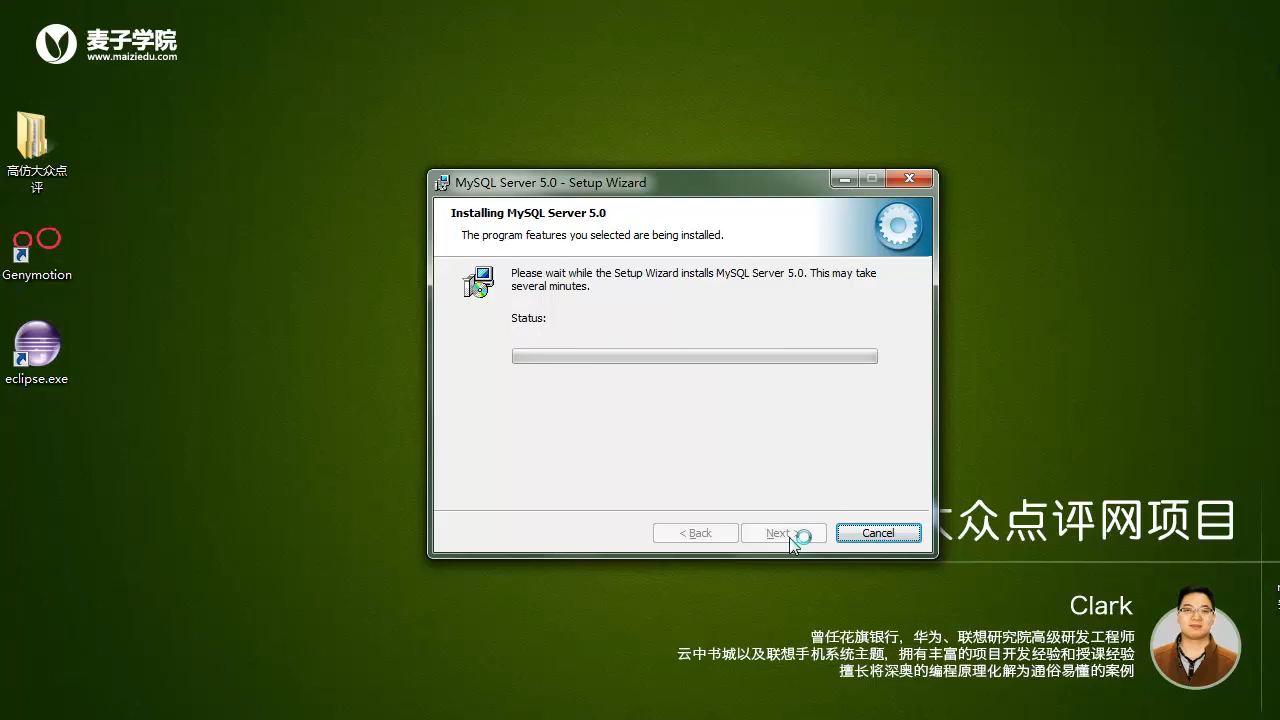 麦子学院
www.maiziedu.com
高仿大众点
评
Genymotion
eclipse.exe
MySQL Server 5.0 - Setup Wizard
Installing MySQL Server 5.0
The program features you selected are being installed.
Please wait while the Setup Wizard installs MySQL Server 5.0. This may take
several minutes.
Status:
< Back
Next >
Cancel
众点评网项目
Clark
曾任花旗银行，华为、联想研究院高级研发工程师
云中书城以及联想手机系统主题，拥有丰富的项目开发经验和授课经验
擅长将深奥的编程原理化解为通俗易懂的案例